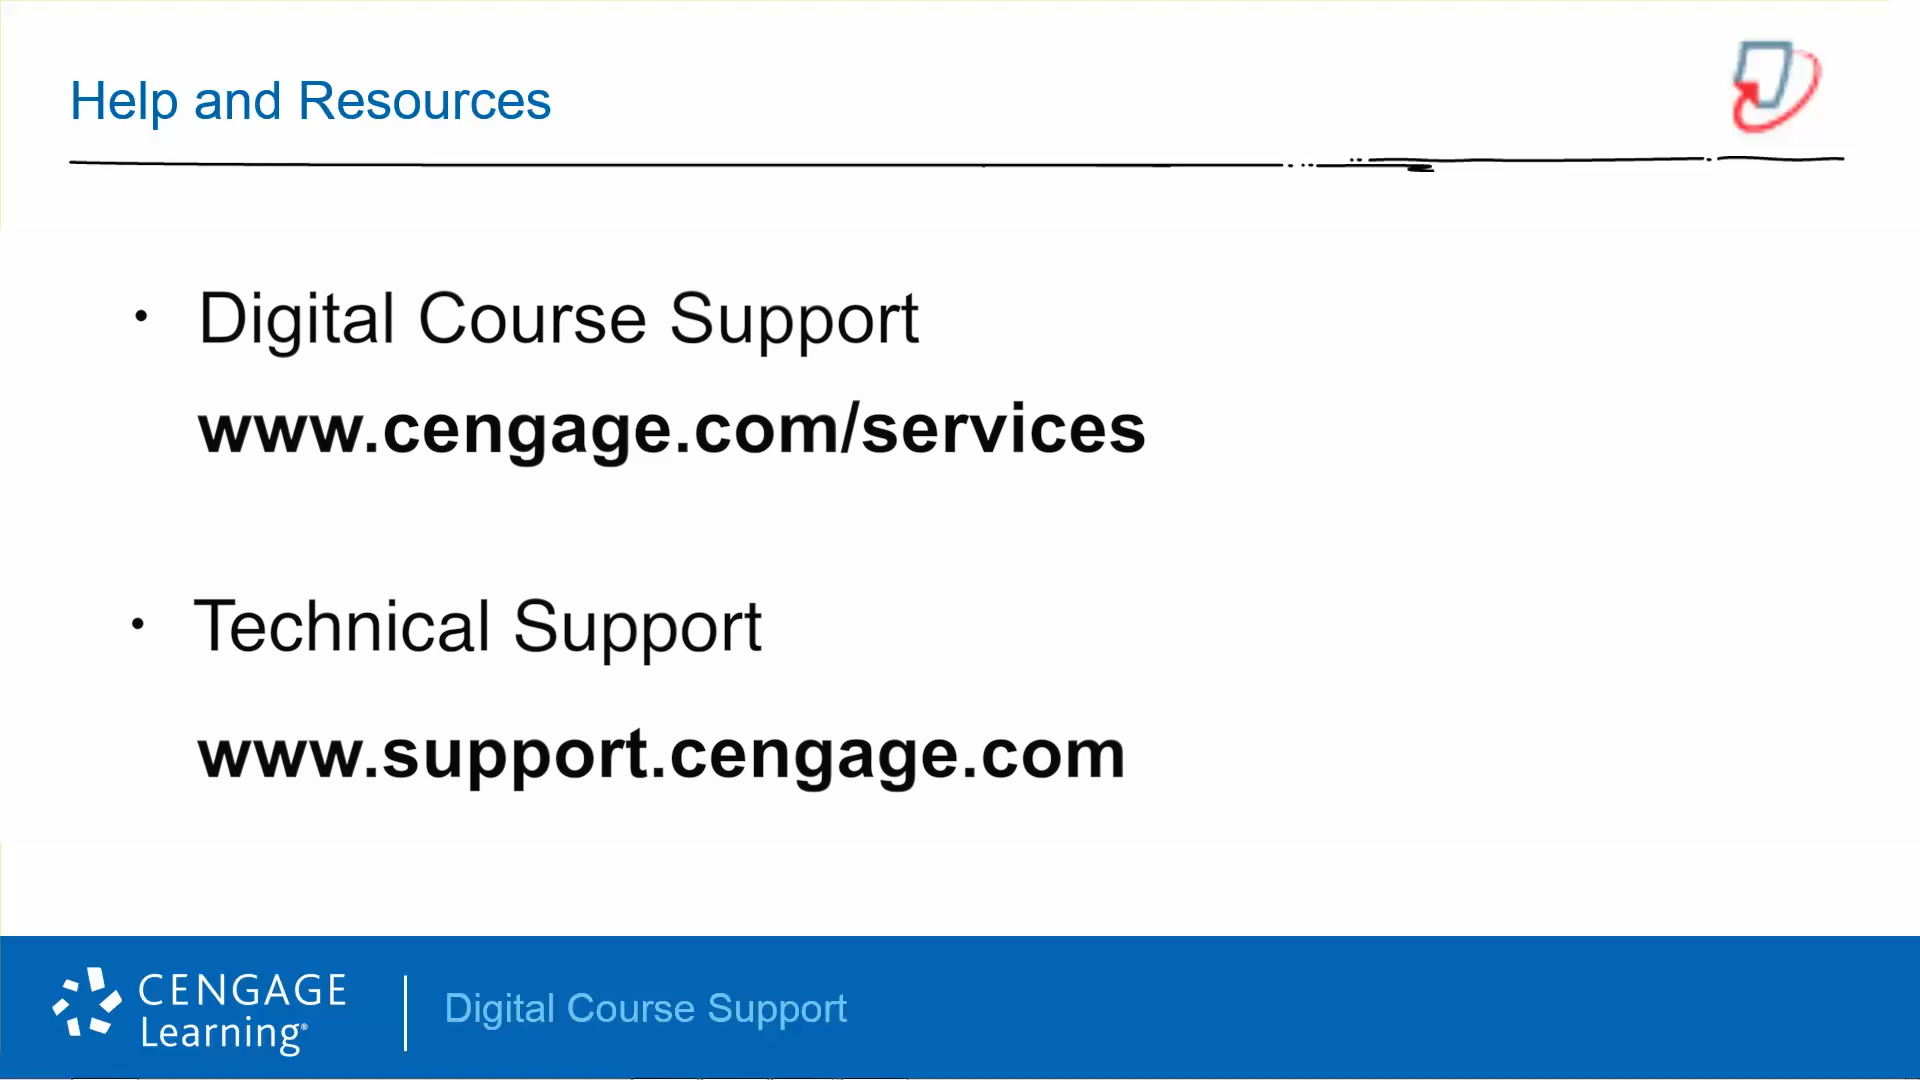 Help and Resources
• Digital Course Support
www.cengage.com/services
• Technical Support
www.support.cengage.com
CENGAGE
Learning®
Digital Course Support